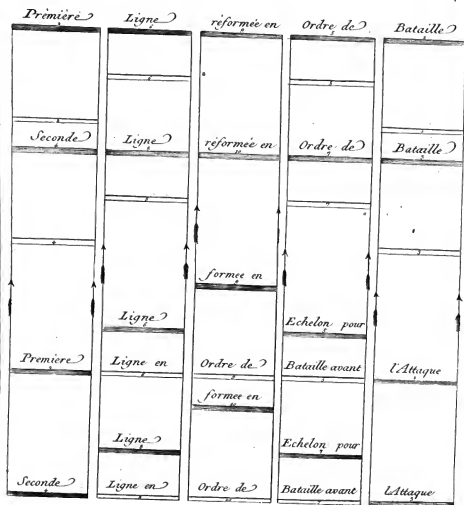 Première Ligne réformée en Ordre de Bataille
Seconde Ligne réformée en Ordre de Bataille
formée en
Ligne Echelon pour
Premiere Ligne en Ordre de Bataille avant l'Attaque
formée en
Ligne Echelon pour
Seconde Ligne en Ordre de Bataille avant L'Attaque